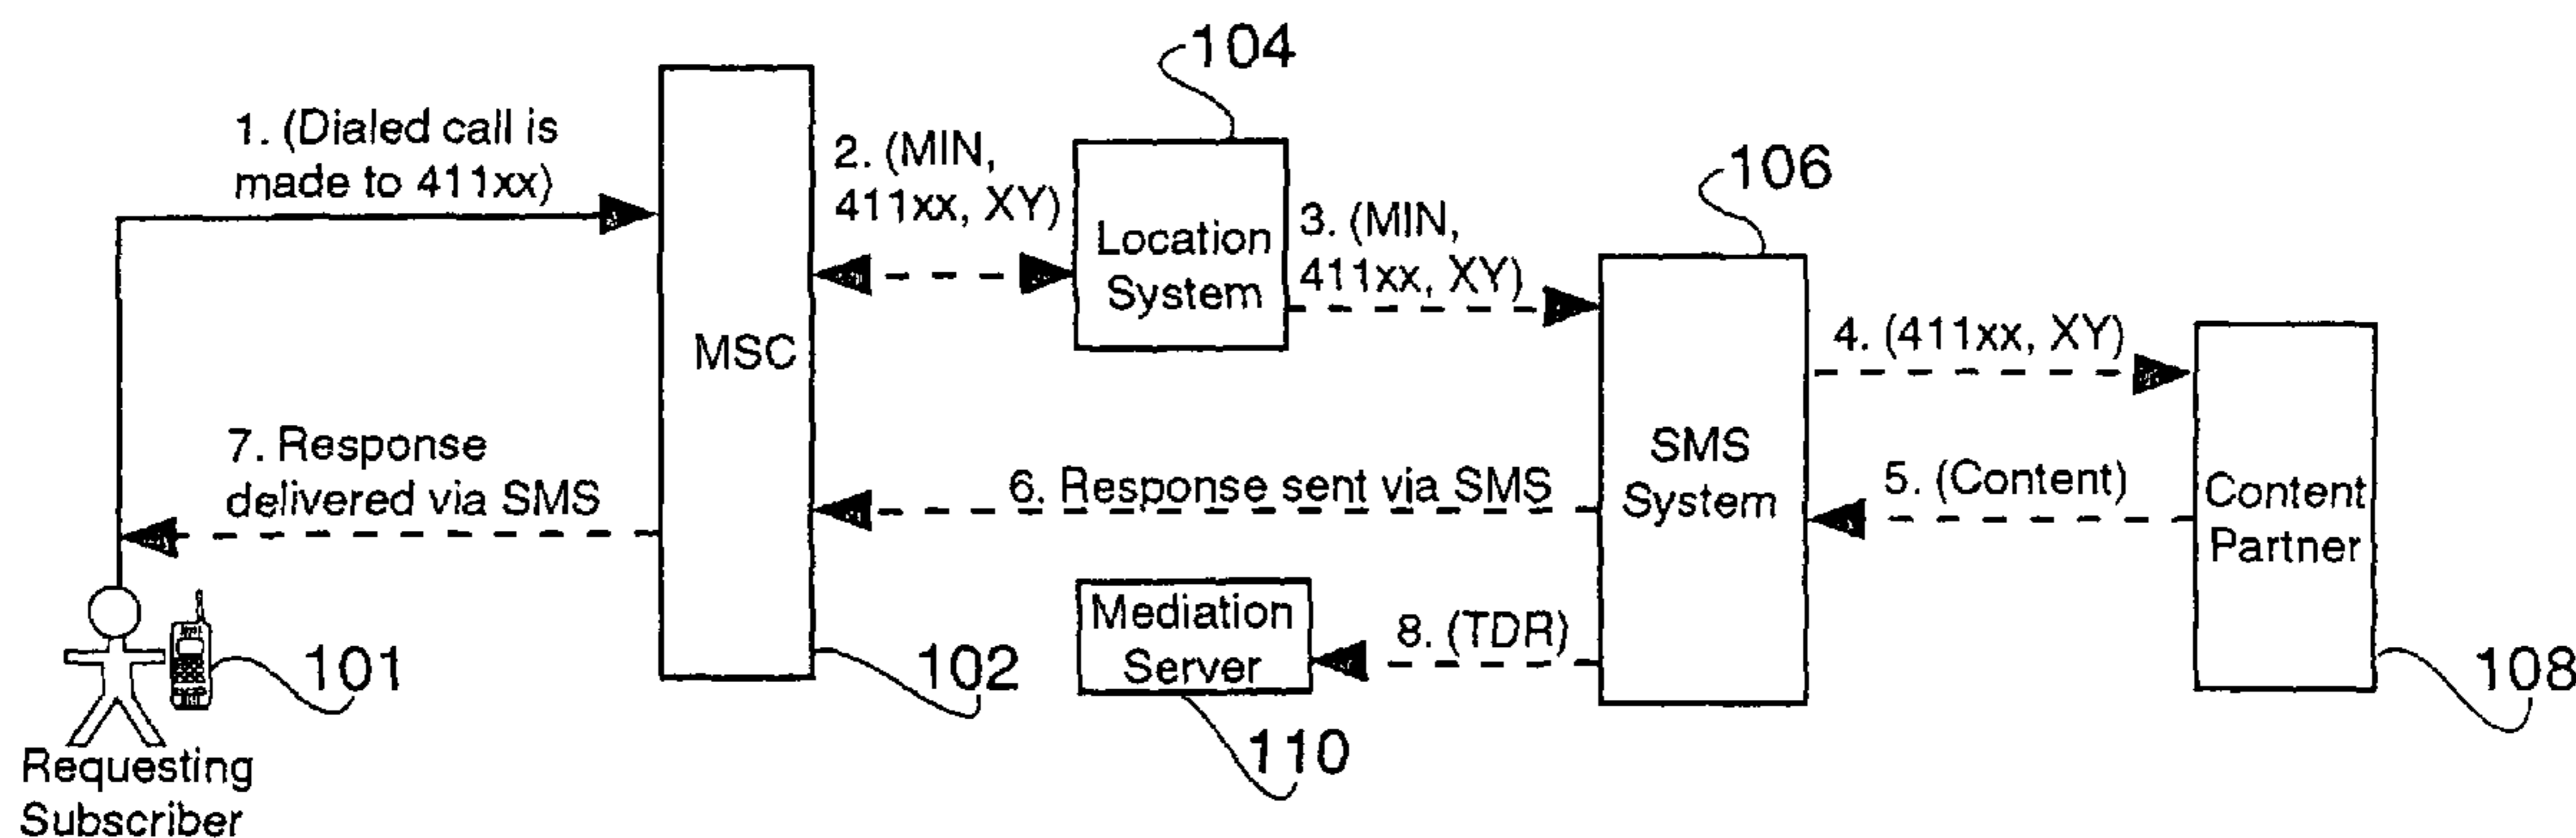 104
1. (Dialed call is
made to 411xx)
2. (MIN,
411xx, XY)
Location
System
3. (MIN,
411xx, XY)
106
MSC
4. (411xx, XY)
7. Response
delivered via SMS
6. Response sent via SMS
SMS
System
5. (Content)
Content
Partner
Mediation
Server
8. (TDR)
101
102
110
108
Requesting
Subscriber